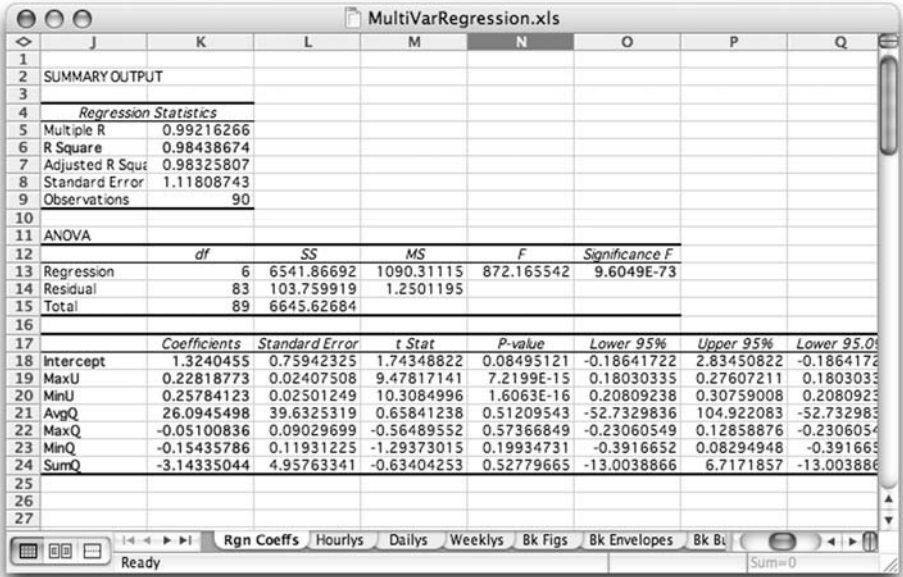 MultiVarRegression.xls
J K L M N O P Q
1
2 SUMMARY OUTPUT
3
4 Regression Statistics
5 Multiple R 0.99216266
6 R Square 0.98438674
7 Adjusted R Squa 0.98325807
8 Standard Error 1.11808743
9 Observations 90
10
11 ANOVA
12 df SS MS F Significance F
13 Regression 6 6541.86692 1090.31115 872.165542 9.6049E-73
14 Residual 83 103.759919 1.2501195
15 Total 89 6645.62684
16
17 Coefficients Standard Error t Stat P-value Lower 95% Upper 95% Lower 95.0%
18 Intercept 1.3240455 0.75942325 1.74348822 0.08495121 -0.18641722 2.83450822 -0.1864172
19 MaxU 0.22818773 0.02407508 9.47817141 7.2199E-15 0.18030335 0.27607211 0.1803033
20 MinU 0.25784123 0.02501249 10.3084996 1.6063E-16 0.20809238 0.30759008 0.2080923
21 AvgQ 26.0945498 39.6325319 0.65841238 0.51209543 -52.7329836 104.922083 -52.732983
22 MaxQ -0.05100836 0.09029699 -0.56489552 0.57366849 -0.23060549 0.12858876 -0.2306054
23 MinQ -0.15435786 0.11931225 -1.29373015 0.19934731 -0.3916652 0.08294948 -0.391665
24 SumQ -3.14335044 4.95763341 -0.63404253 0.52779665 -13.0038866 6.7171857 -13.003886
25
26
27
Rgn Coeffs Hourlys Dailys Weeklys Bk Figs Bk Envelopes Bk Bu
Ready Sum=0